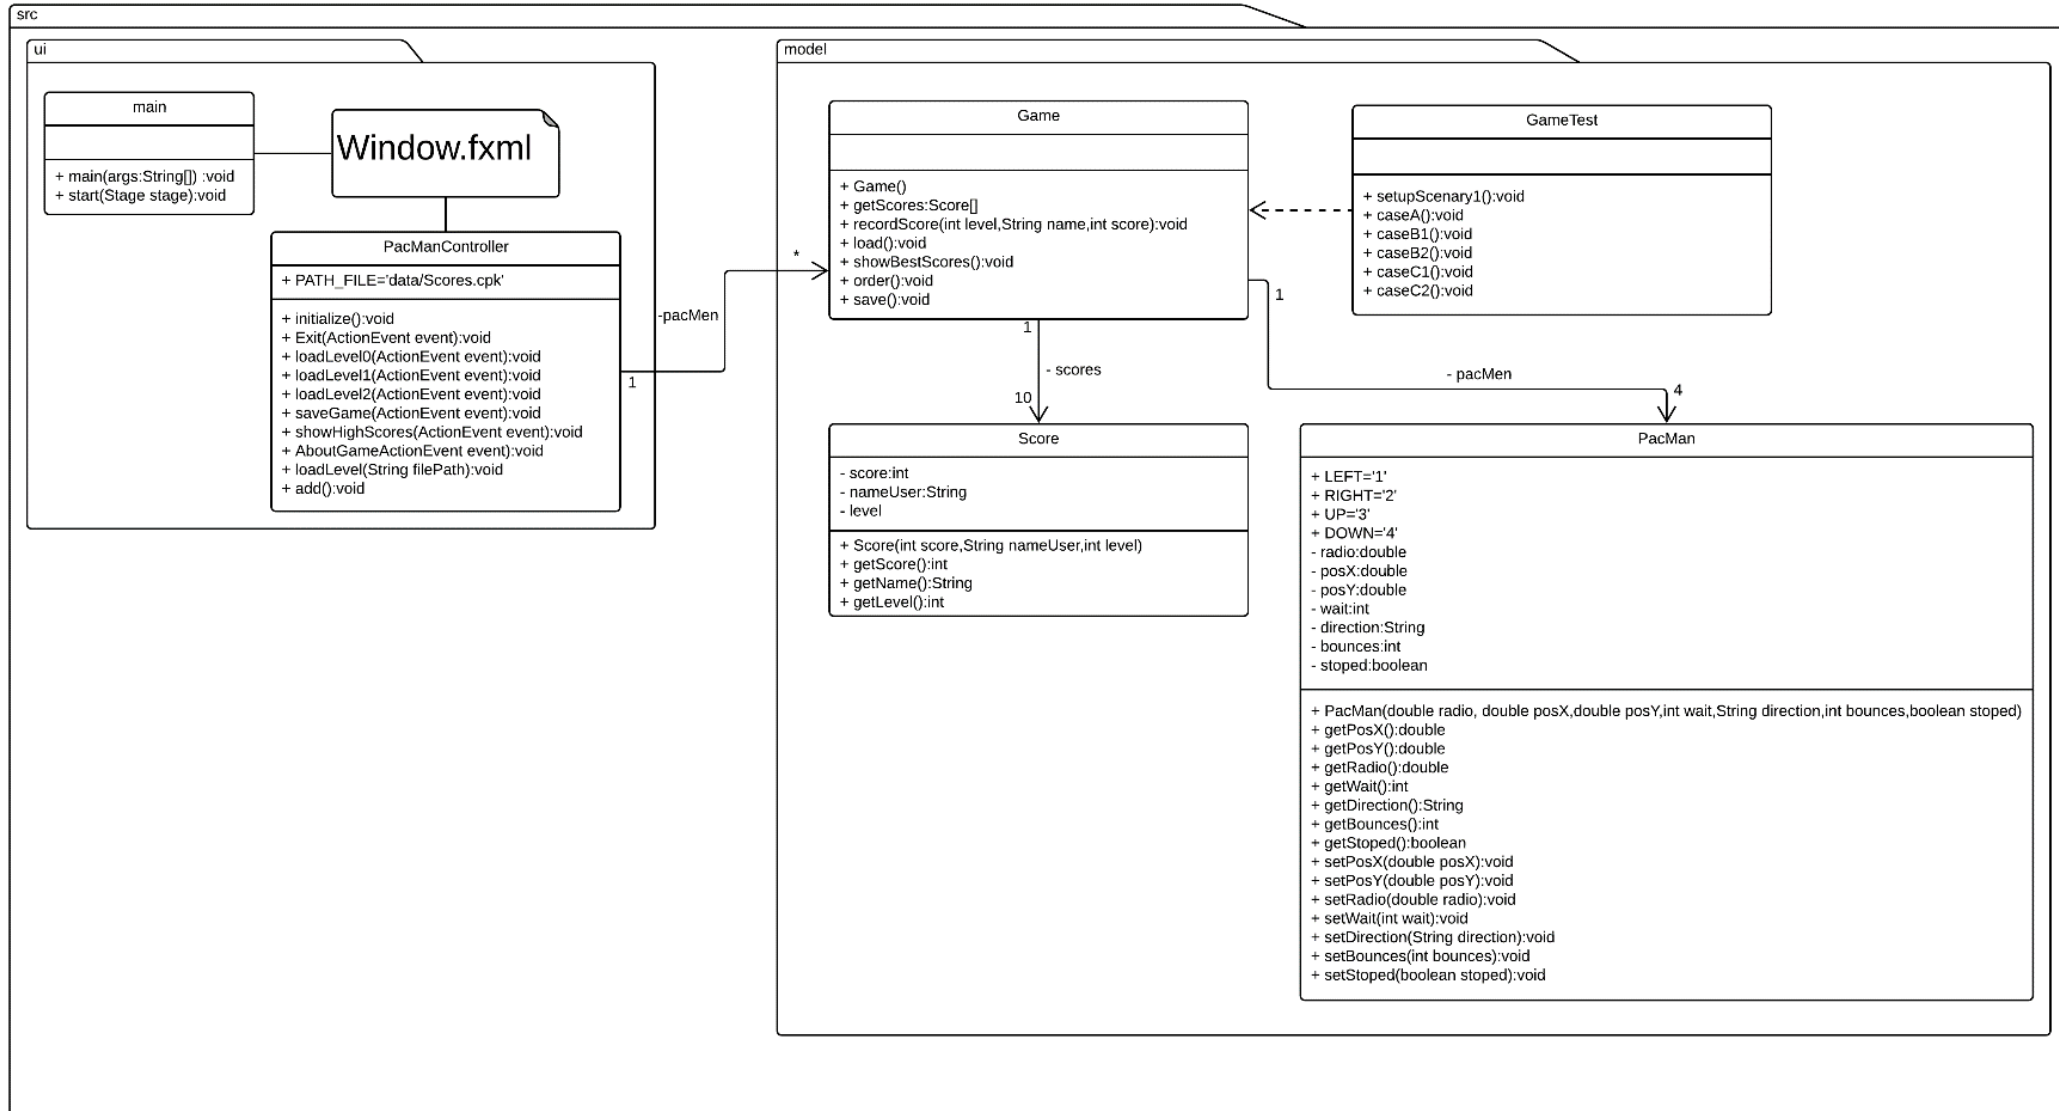 src
ui
main
+ main(args:String[]) :void
+ start(Stage stage):void
Window.fxml
PacManController
+ PATH_FILE='data/Scores.cpk'
+ initialize():void
+ Exit(ActionEvent event):void
+ loadLevel0(ActionEvent event):void
+ loadLevel1(ActionEvent event):void
+ loadLevel2(ActionEvent event):void
+ saveGame(ActionEvent event):void
+ showHighScores(ActionEvent event):void
+ AboutGameActionEvent event):void
+ loadLevel(String filePath):void
+ add():void
1
-pacMen
*
model
Game
+ Game()
+ getScores:Score[]
+ recordScore(int level,String name,int score):void
+ load():void
+ showBestScores():void
+ order():void
+ save():void
GameTest
+ setupScenary1():void
+ caseA():void
+ caseB1():void
+ caseB2():void
+ caseC1():void
+ caseC2():void
1
- scores
10
1
- pacMen
4
Score
- score:int
- nameUser:String
- level
+ Score(int score,String nameUser,int level)
+ getScore():int
+ getName():String
+ getLevel():int
PacMan
+ LEFT='1'
+ RIGHT='2'
+ UP='3'
+ DOWN='4'
- radio:double
- posX:double
- posY:double
- wait:int
- direction:String
- bounces:int
- stoped:boolean
+ PacMan(double radio, double posX,double posY,int wait,String direction,int bounces,boolean stoped)
+ getPosX():double
+ getPosY():double
+ getRadio():double
+ getWait():int
+ getDirection():String
+ getBounces():int
+ getStoped():boolean
+ setPosX(double posX):void
+ setPosY(double posY):void
+ setRadio(double radio):void
+ setWait(int wait):void
+ setDirection(String direction):void
+ setBounces(int bounces):void
+ setStoped(boolean stoped):void